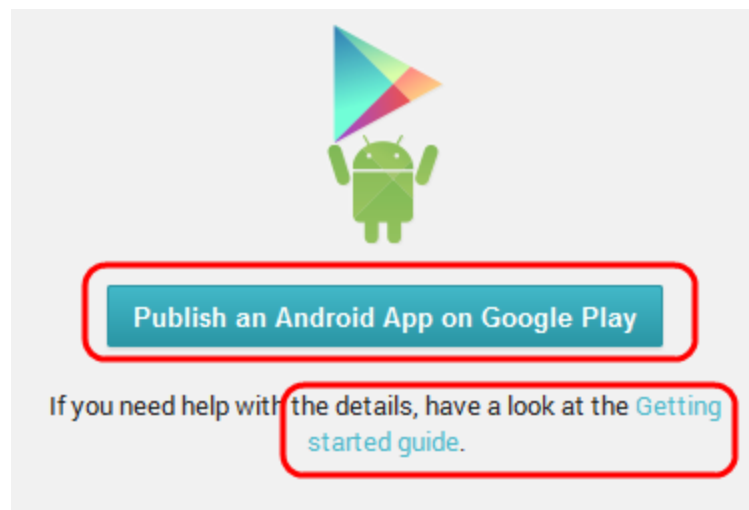 Publish an Android App on Google Play
If you need help with the details, have a look at the Getting
started guide.